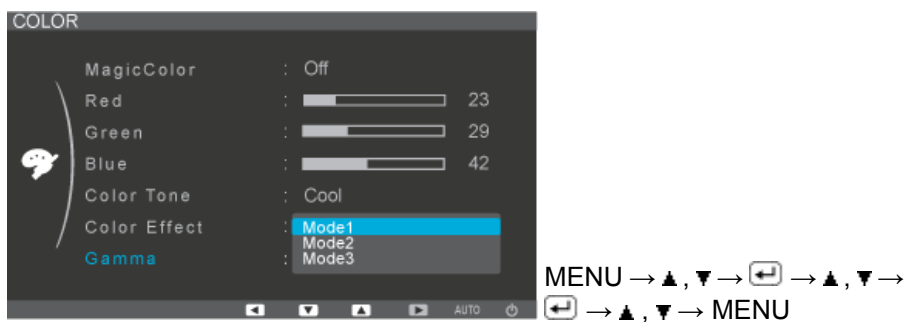 COLOR
MagicColor : Off
Red : 23
Green : 29
Blue : 42
Color Tone : Cool
Color Effect :
Mode1
Mode2
Gamma : Mode3
AUTO
MENU → ▲ , ▼ → ⏎ → ▲ , ▼ →
⏎ → ▲ , ▼ → MENU